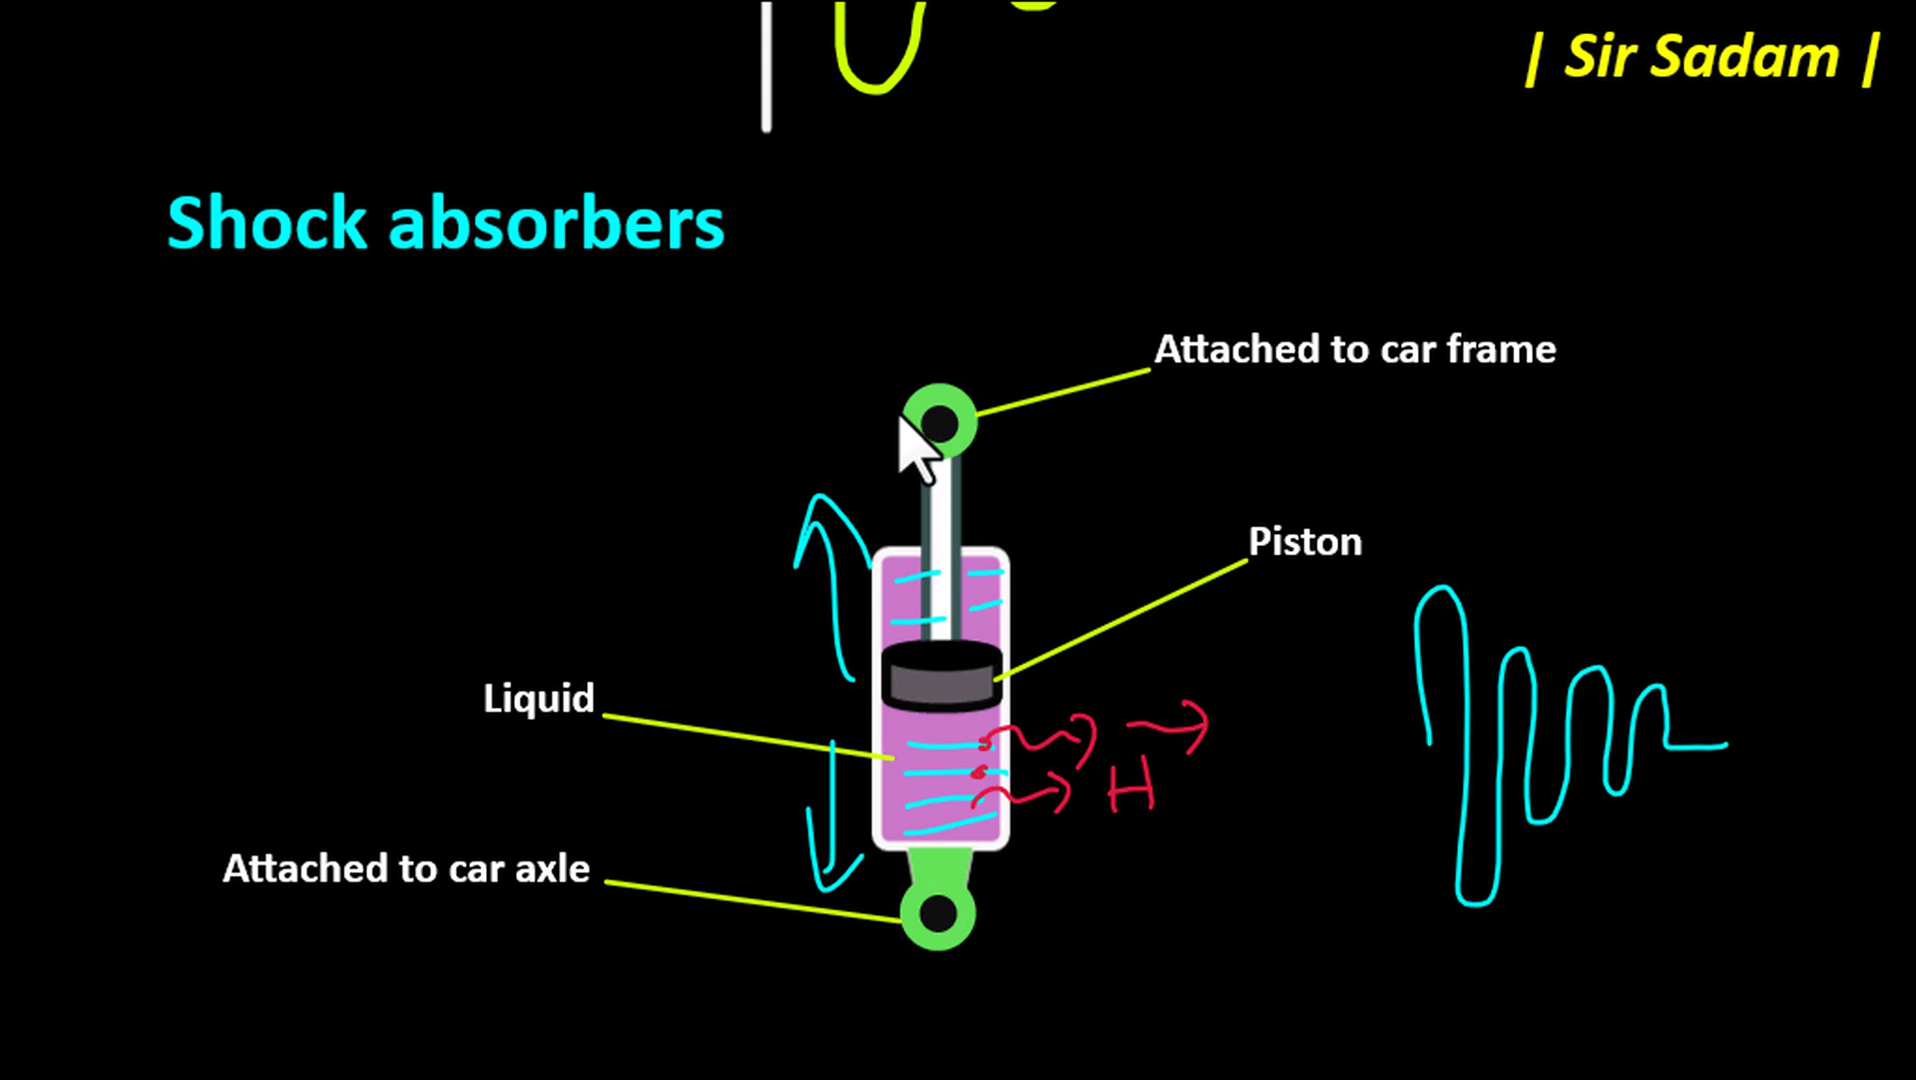 | Sir Sadam |
Shock absorbers
Attached to car frame
Piston
Liquid
H
Attached to car axle